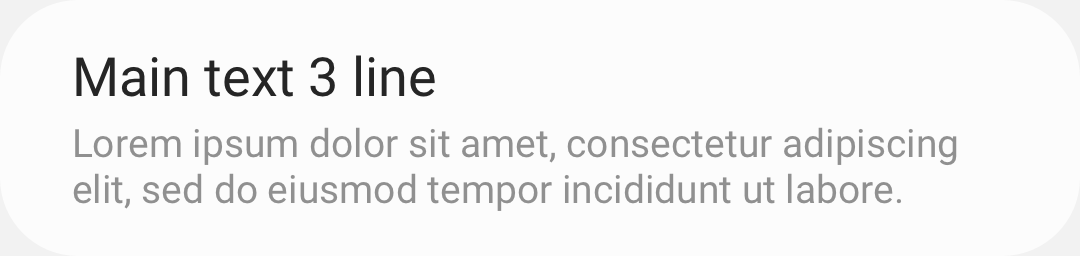 Main text 3 line
Lorem ipsum dolor sit amet, consectetur adipiscing
elit, sed do eiusmod tempor incididunt ut labore.